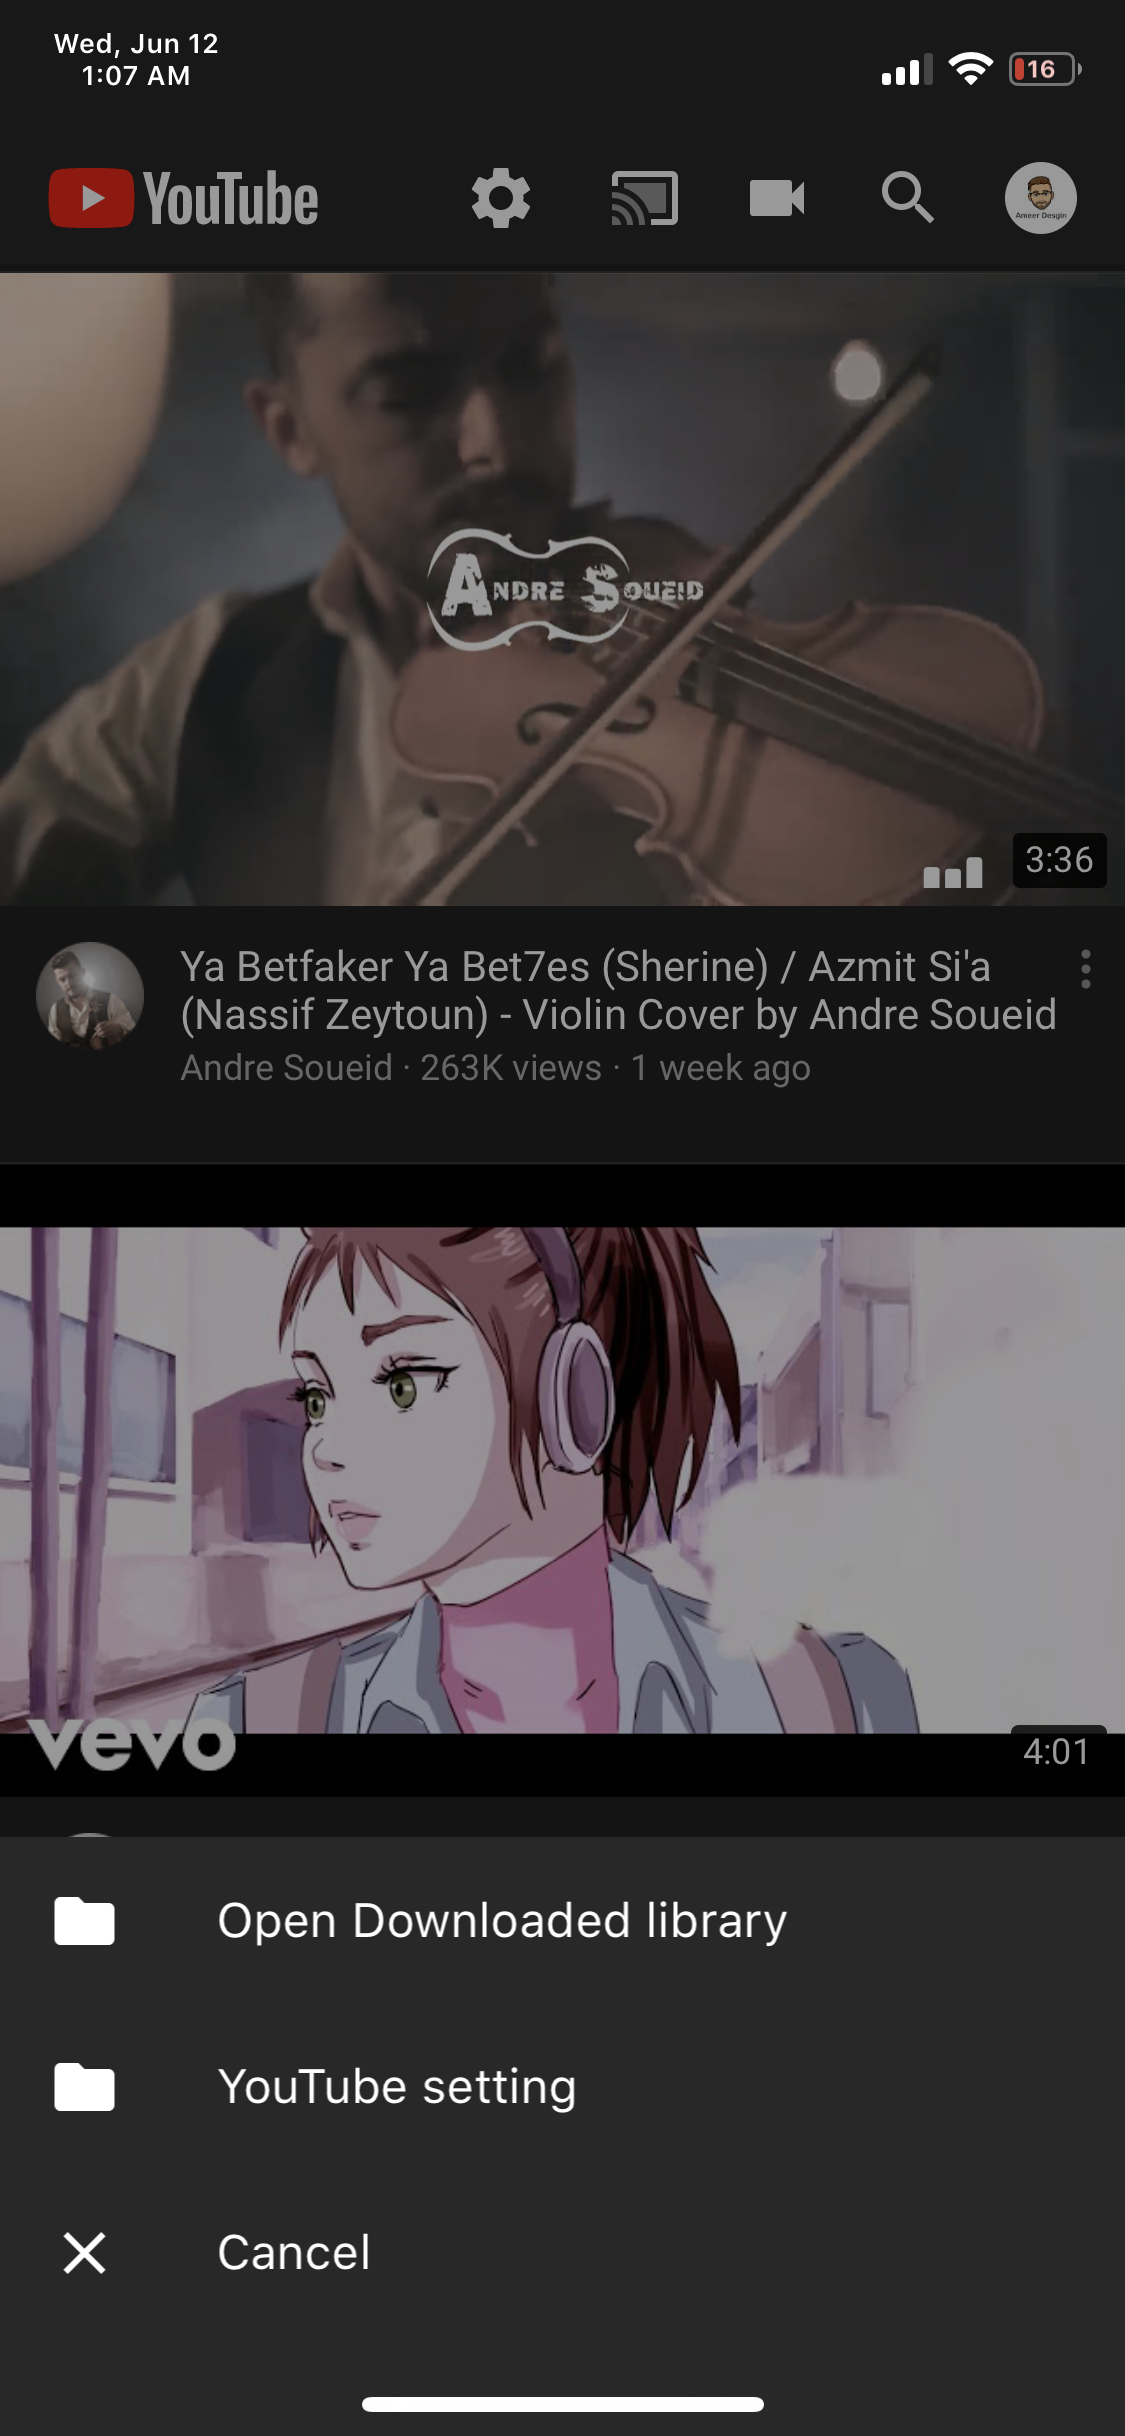 Wed, Jun 12
1:07 AM
16
YouTube
Ameer Desgin
ANDRE SOUEID
3:36
Ya Betfaker Ya Bet7es (Sherine) / Azmit Si'a
(Nassif Zeytoun) - Violin Cover by Andre Soueid
Andre Soueid · 263K views · 1 week ago
vevo
4:01
Open Downloaded library
YouTube setting
Cancel